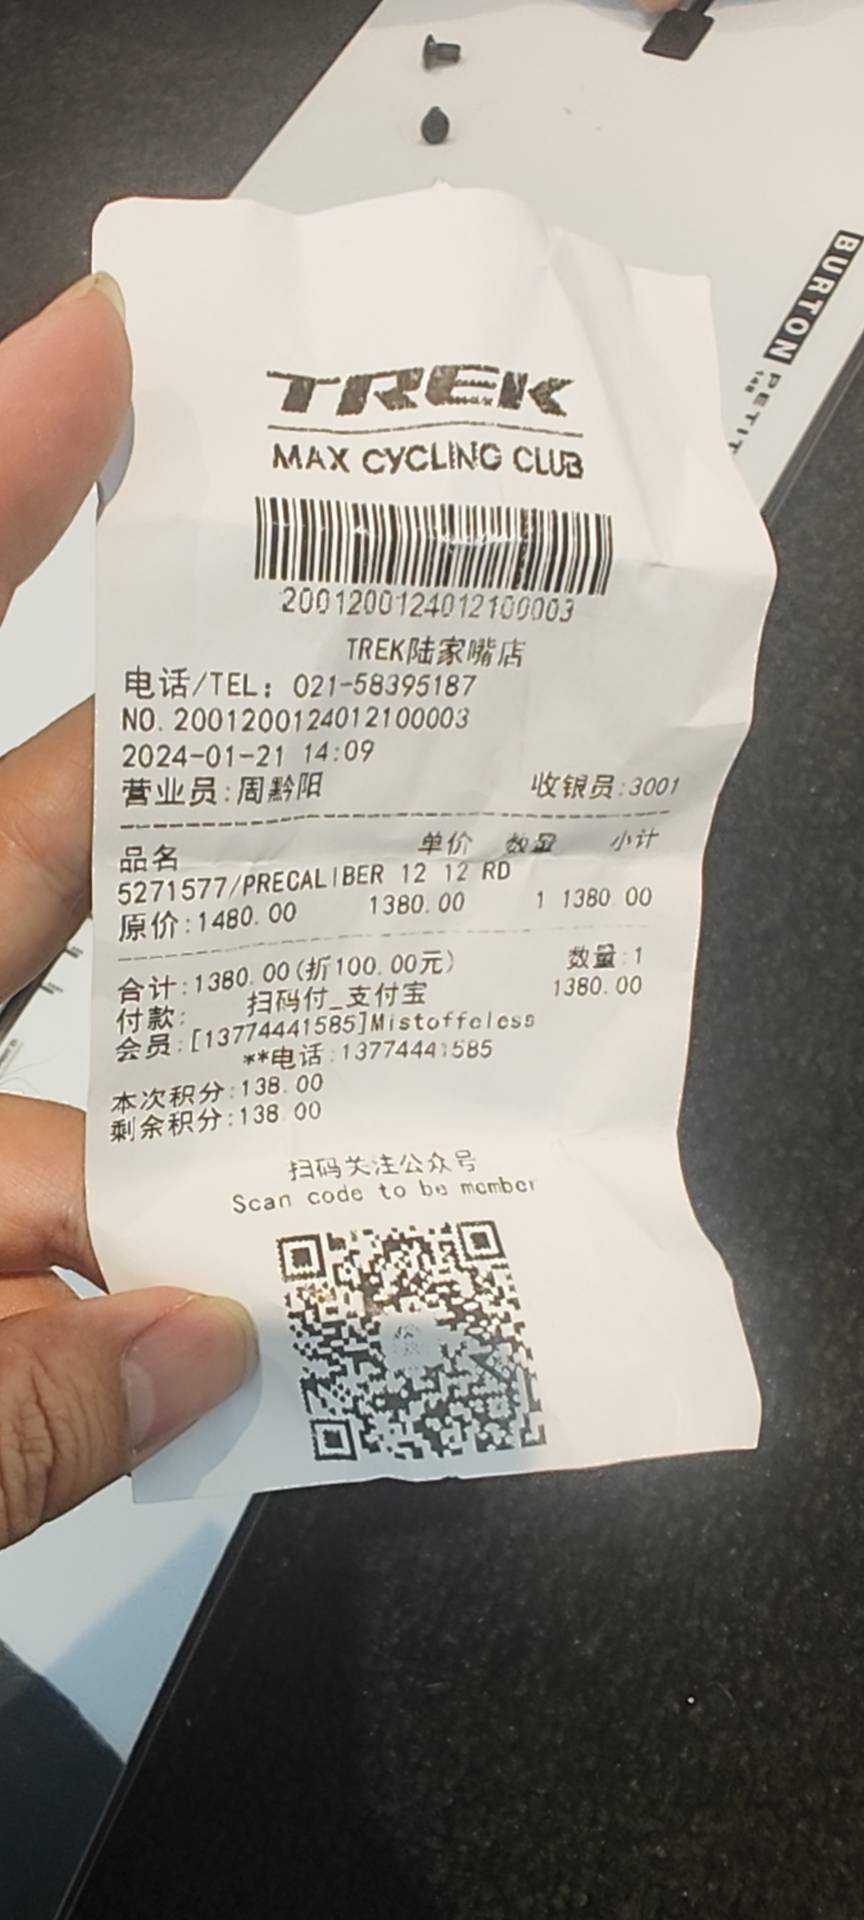 BURTON PETIT
148
TREK
MAX CYCLING CLUB
2001200124012100003
TREK陆家嘴店
电话/TEL: 021-58395187
NO. 2001200124012100003
2024-01-21 14:09
营业员:周黔阳 收银员:3001
品名 单价 数量 小计
5271577/PRECALIBER 12 12 RD
原价:1480.00 1380.00 1 1380.00
合计:1380.00(折100.00元) 数量:1
付款: 扫码付_支付宝 1380.00
会员:[13774441585]Mistoffeless
**电话:13774441585
本次积分:138.00
剩余积分:138.00
扫码关注公众号
Scan code to be member